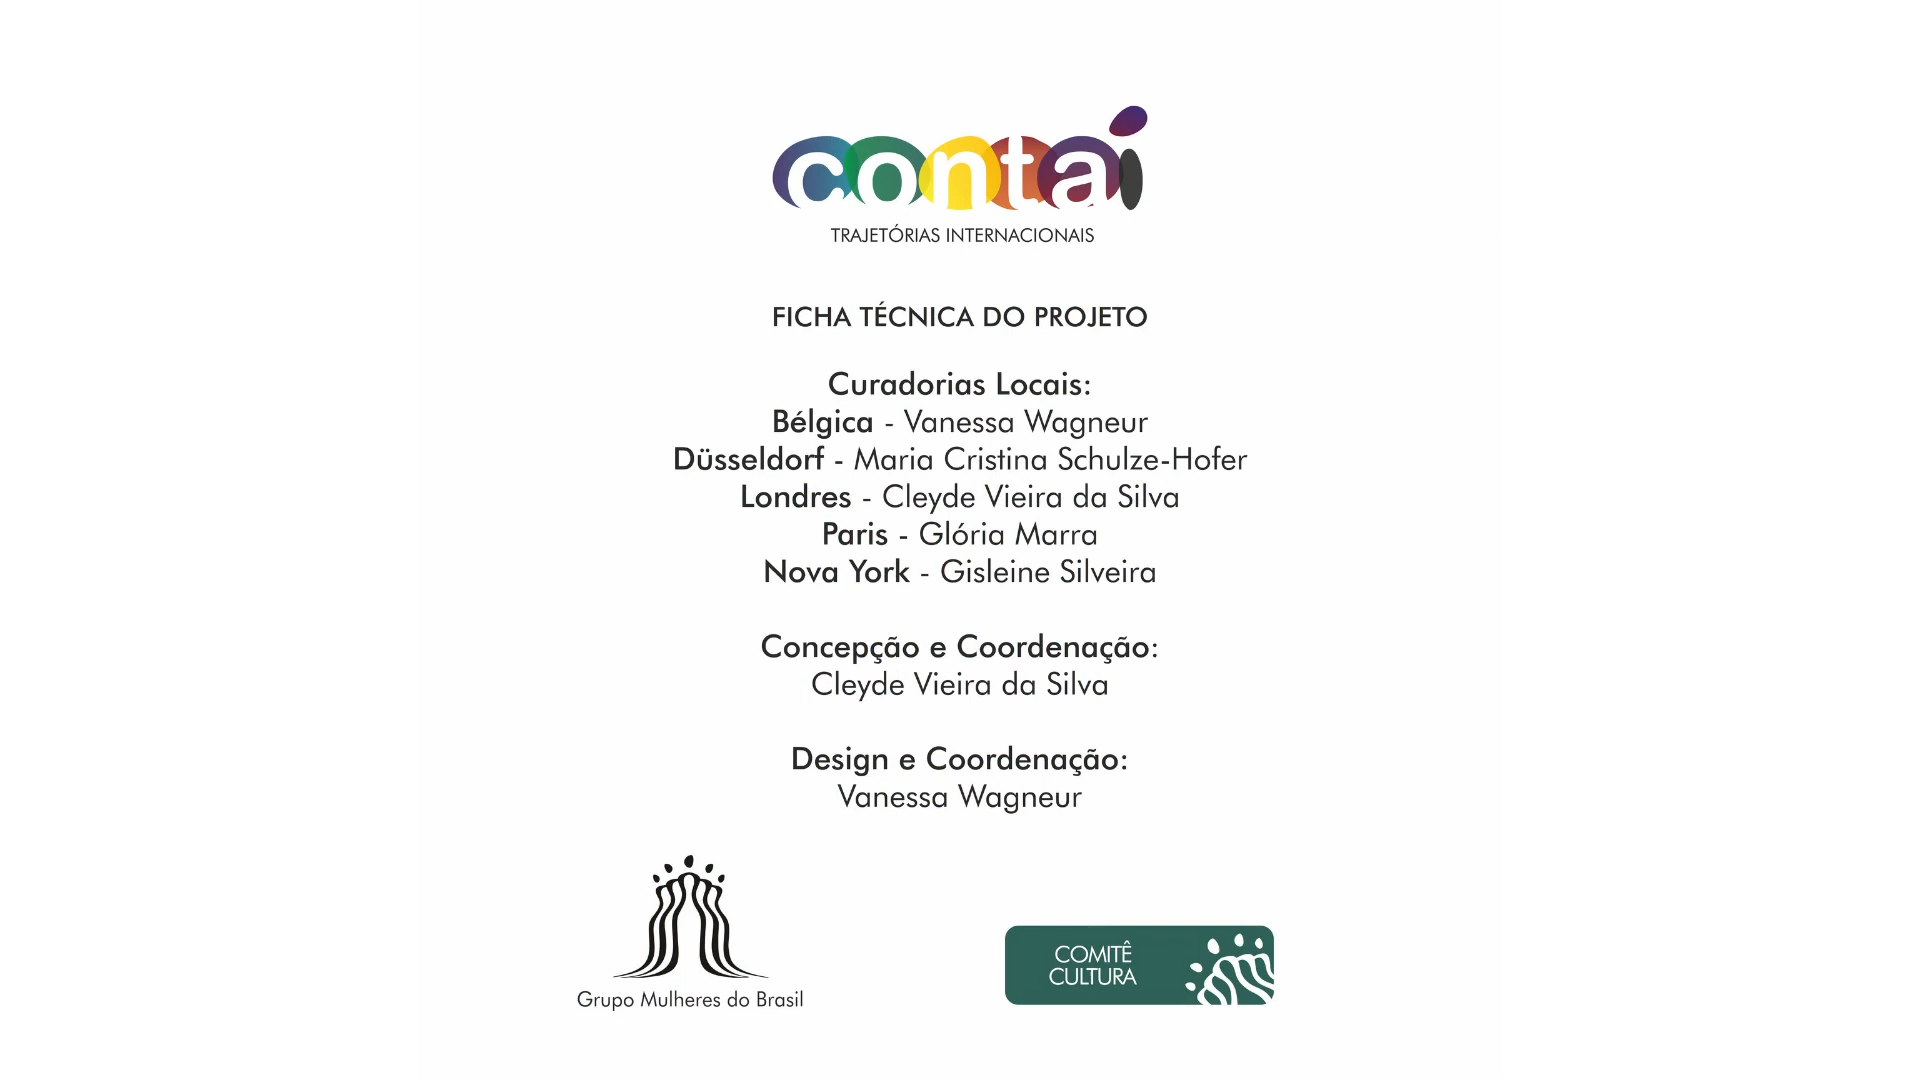 contaí
TRAJETÓRIAS INTERNACIONAIS
FICHA TÉCNICA DO PROJETO
Curadorias Locais:
Bélgica - Vanessa Wagneur
Düsseldorf - Maria Cristina Schulze-Hofer
Londres - Cleyde Vieira da Silva
Paris - Glória Marra
Nova York - Gisleine Silveira
Concepção e Coordenação:
Cleyde Vieira da Silva
Design e Coordenação:
Vanessa Wagneur
Grupo Mulheres do Brasil
COMITÊ
CULTURA